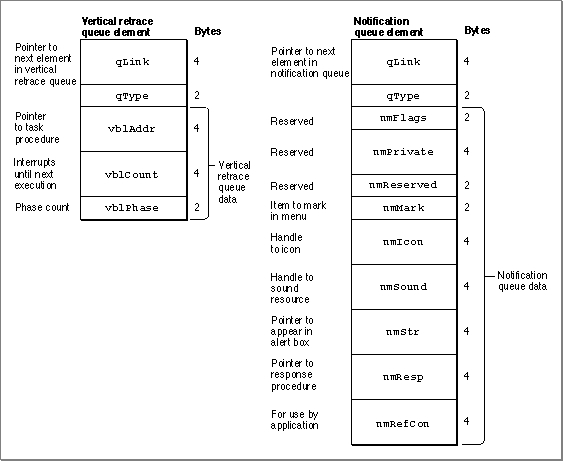 Vertical retrace
queue element
Bytes
Pointer to
next element
in vertical
retrace queue
qLink
4
qType
2
Pointer
to task
procedure
vblAddr
4
Interrupts
until next
execution
vblCount
4
Phase count
vblPhase
2
Vertical
retrace
queue
data
Notification
queue element
Bytes
Pointer to next
element in
notification queue
qLink
4
qType
2
Reserved
nmFlags
2
Reserved
nmPrivate
4
Reserved
nmReserved
2
Item to mark
in menu
nmMark
2
Handle
to icon
nmIcon
4
Handle to
sound
resource
nmSound
4
Pointer to
appear in
alert box
nmStr
4
Pointer to
response
procedure
nmResp
4
For use by
application
nmRefCon
4
Notification
queue data